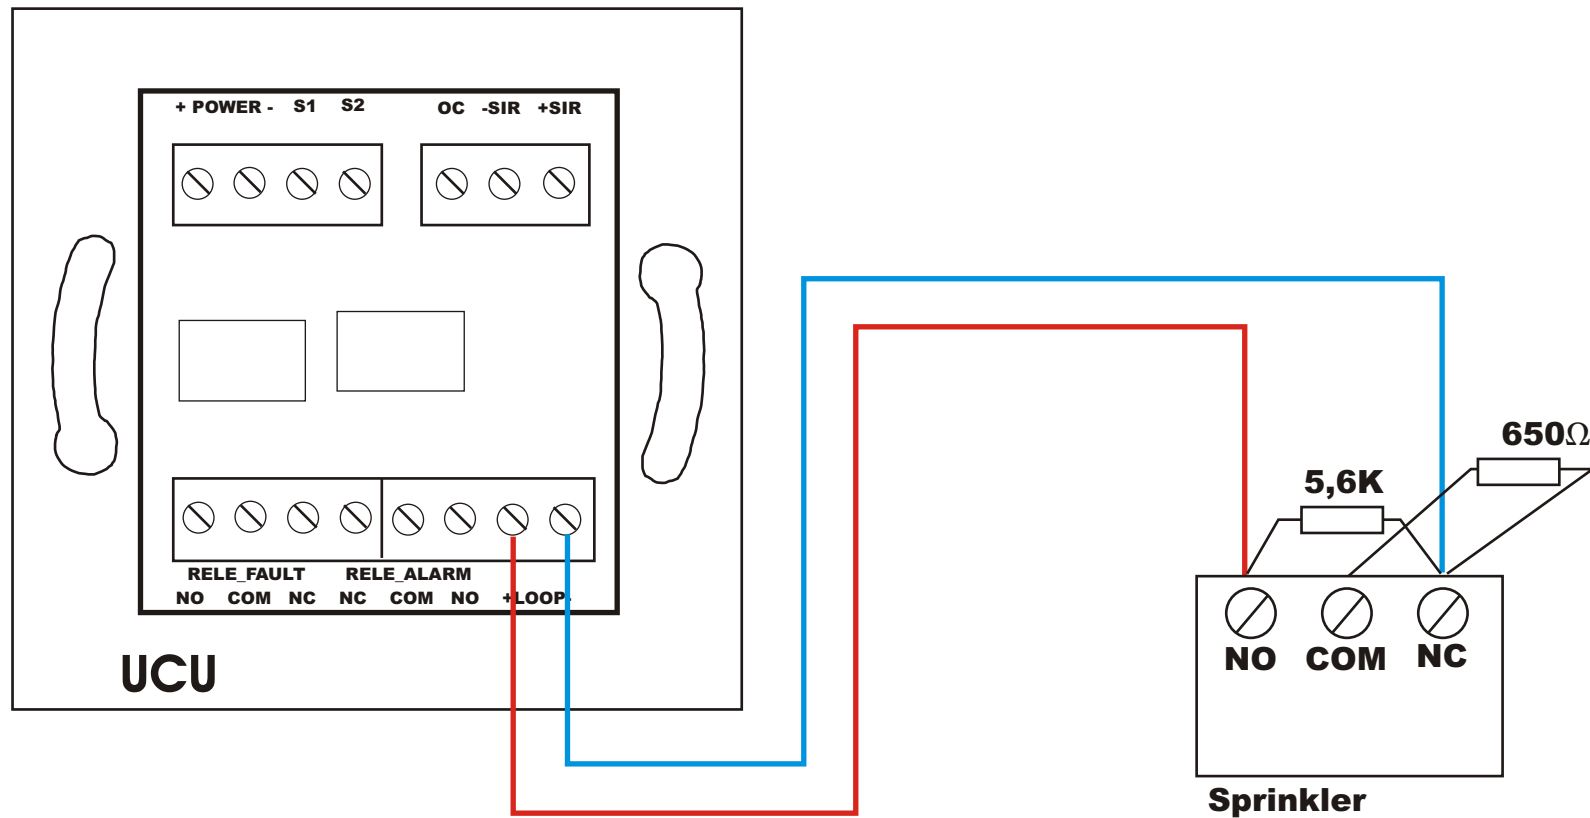 + POWER - S1 S2 OC -SIR +SIR
650Ω
5,6K
RELE_FAULT RELE_ALARM
NO COM NC NC COM NO +LOOP-
NO COM NC
UCU
Sprinkler